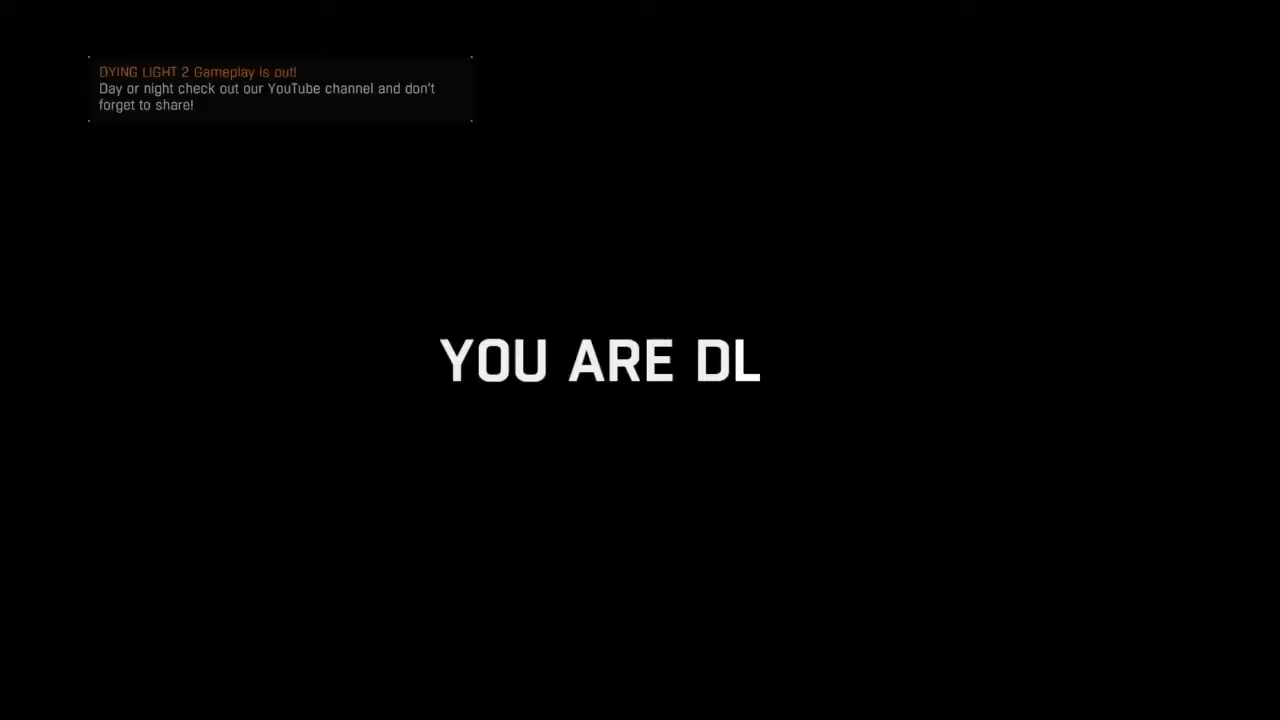 DYING LIGHT 2 Gameplay is out!
Day or night check out our YouTube channel and don't
forget to share!
YOU ARE DL